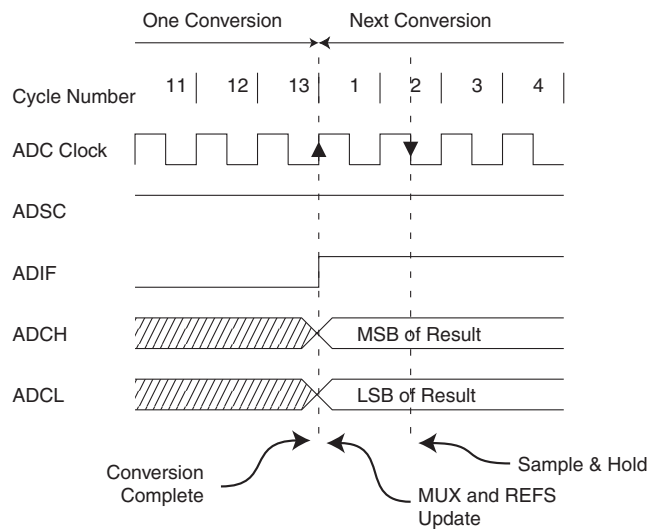 One Conversion Next Conversion
Cycle Number 11 12 13 1 2 3 4
ADC Clock
ADSC
ADIF
ADCH MSB of Result
ADCL LSB of Result
Conversion
Complete
MUX and REFS
Update
Sample & Hold